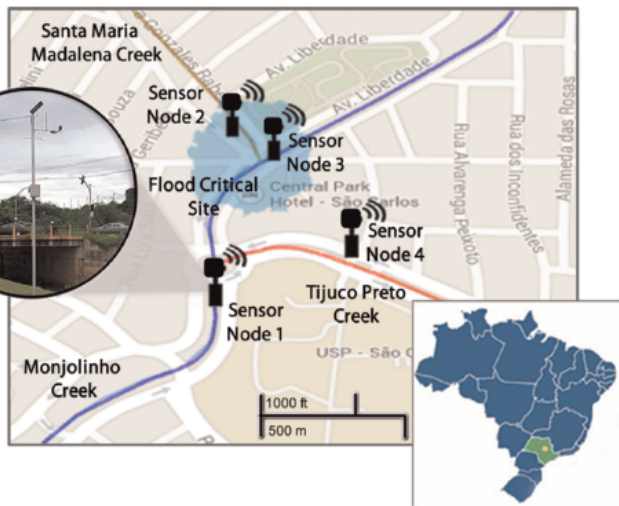 Santa Maria
Madalena Creek
Av. Liberdade
Av. Liberdade
Sensor
Node 2
Sensor
Node 3
Flood Critical
Site
Central Park
Hotel - São Carlos
Rua Alvarenga Peixoto
Rua dos Inconfidentes
Alameda das Rosas
Sensor
Node 4
Sensor
Node 1
Tijuco Preto
Creek
USP - São C
Monjolinho
Creek
1000 ft
500 m